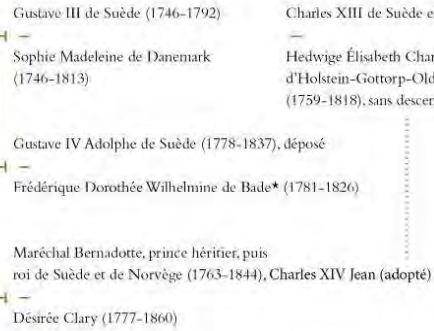 Gustave III de Suède (1746-1792)
Sophie Madeleine de Danemark
(1746-1813)
Charles XIII de Suède e
Hedwige Élisabeth Char
d'Holstein-Gottorp-Old
(1759-1818), sans descen
Gustave IV Adolphe de Suède (1778-1837), déposé
Frédérique Dorothée Wilhelmine de Bade★ (1781-1826)
Maréchal Bernadotte, prince héritier, puis
roi de Suède et de Norvège (1763-1844), Charles XIV Jean (adopté)
Désirée Clary (1777-1860)